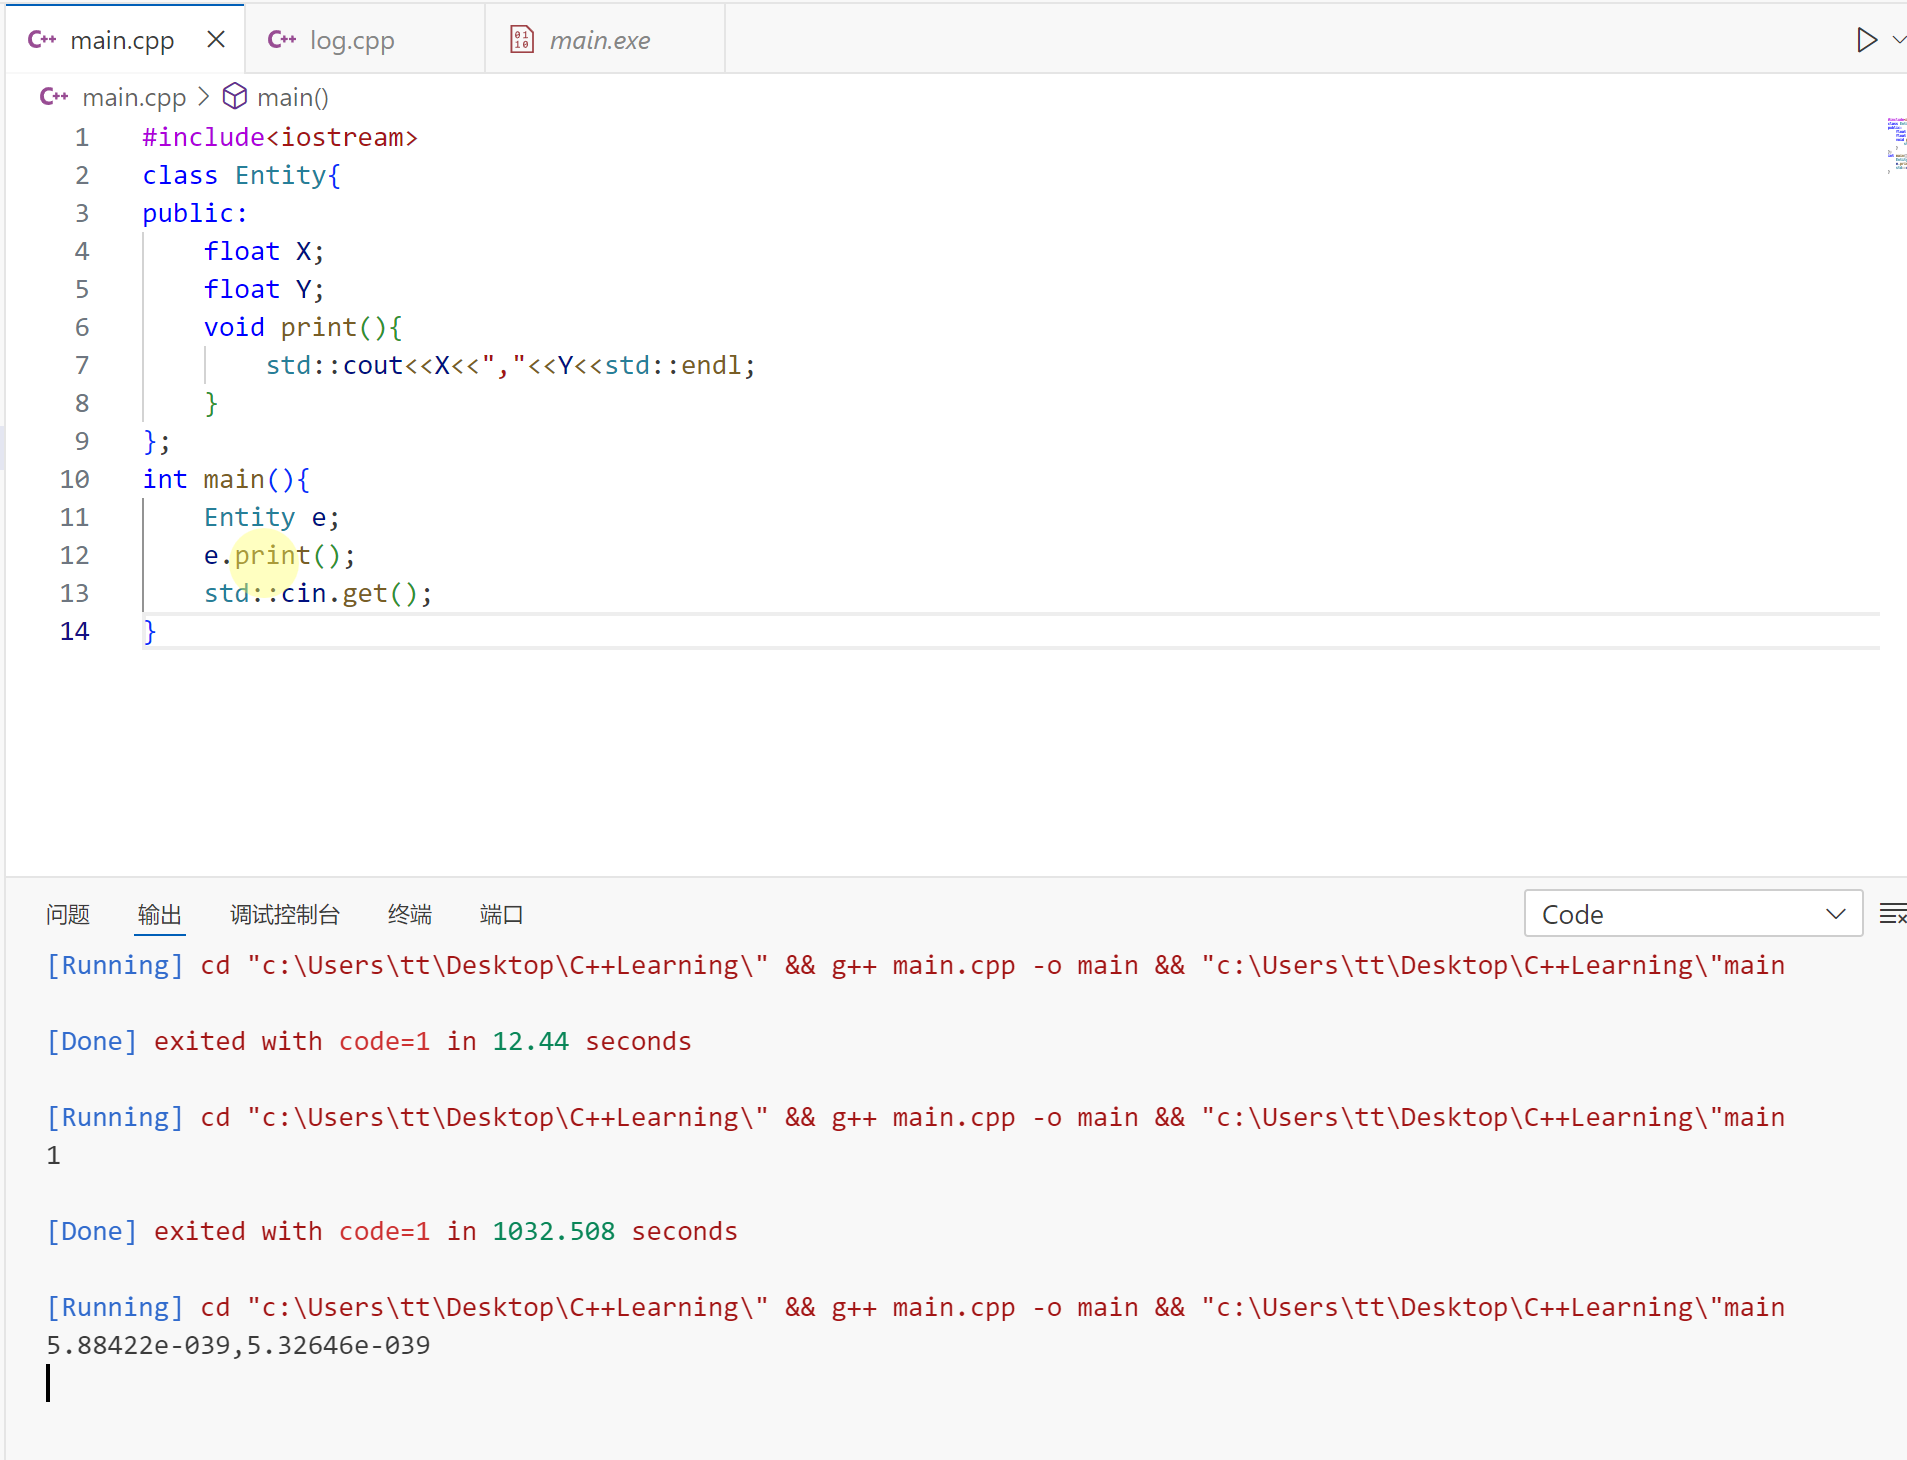 main.cpp log.cpp main.exe
main.cpp main()
1 #include<iostream>
2 class Entity{
3 public:
4     float X;
5     float Y;
6     void print(){
7         std::cout<<X<<","<<Y<<std::endl;
8     }
9 };
10 int main(){
11     Entity e;
12     e.print();
13     std::cin.get();
14 }
问题 输出 调试控制台 终端 端口 Code
[Running] cd "c:\Users\tt\Desktop\C++Learning\" && g++ main.cpp -o main && "c:\Users\tt\Desktop\C++Learning\"main
[Done] exited with code=1 in 12.44 seconds
[Running] cd "c:\Users\tt\Desktop\C++Learning\" && g++ main.cpp -o main && "c:\Users\tt\Desktop\C++Learning\"main
1
[Done] exited with code=1 in 1032.508 seconds
[Running] cd "c:\Users\tt\Desktop\C++Learning\" && g++ main.cpp -o main && "c:\Users\tt\Desktop\C++Learning\"main
5.88422e-039,5.32646e-039